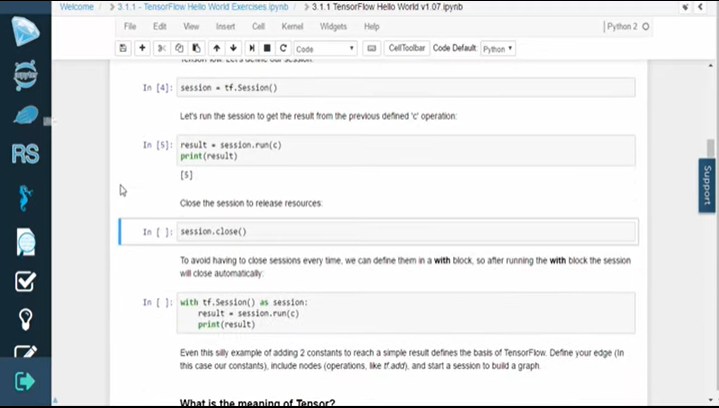 Welcome
3.1.1 - TensorFlow Hello World Exercises.ipynb
3.1.1 TensorFlow Hello World v1.07.ipynb
File Edit View Insert Cell Kernel Widgets Help Python 2
Code CellToolbar Code Default: Python
In [4]: session = tf.Session()
Let's run the session to get the result from the previous defined 'c' operation:
In [5]: result = session.run(c)
print(result)
[5]
Close the session to release resources:
In [ ]: session.close()
To avoid having to close sessions every time, we can define them in a with block, so after running the with block the session
will close automatically:
In [ ]: with tf.Session() as session:
result = session.run(c)
print(result)
Even this silly example of adding 2 constants to reach a simple result defines the basis of TensorFlow. Define your edge (In
this case our constants), include nodes (operations, like tf.add), and start a session to build a graph.
What is the meaning of Tensor?
jupyter
RS
Support